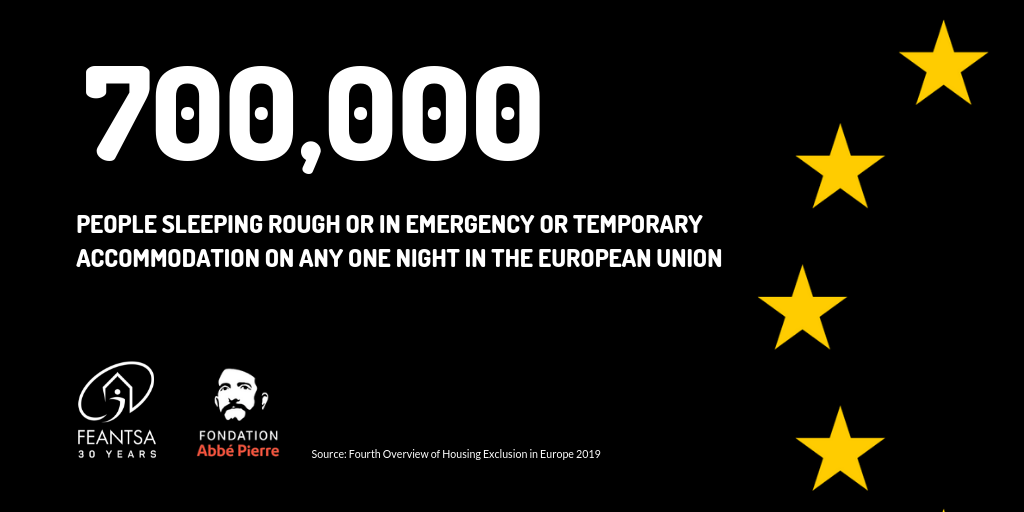 700,000
PEOPLE SLEEPING ROUGH OR IN EMERGENCY OR TEMPORARY
ACCOMMODATION ON ANY ONE NIGHT IN THE EUROPEAN UNION
FEANTSA
30 YEARS
FONDATION
Abbé Pierre
Source: Fourth Overview of Housing Exclusion in Europe 2019